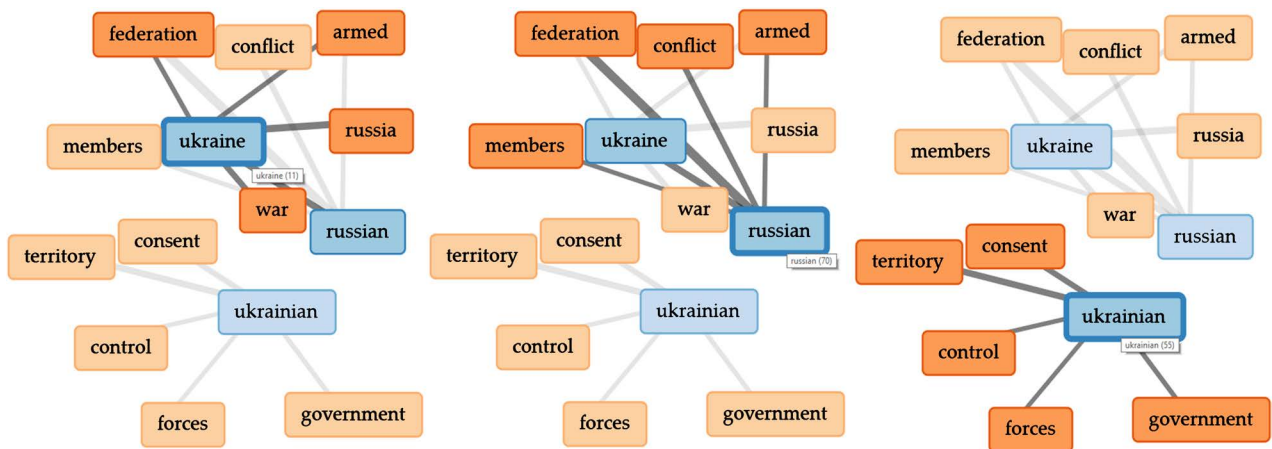 federation
conflict
armed
ukraine
russia
members
ukraine (11)
war
russian
consent
territory
ukrainian
control
forces
government
federation
conflict
armed
ukraine
russia
members
war
russian
russian (70)
consent
territory
ukrainian
control
forces
government
federation
conflict
armed
ukraine
russia
members
war
russian
consent
territory
ukrainian
ukrainian (55)
control
forces
government